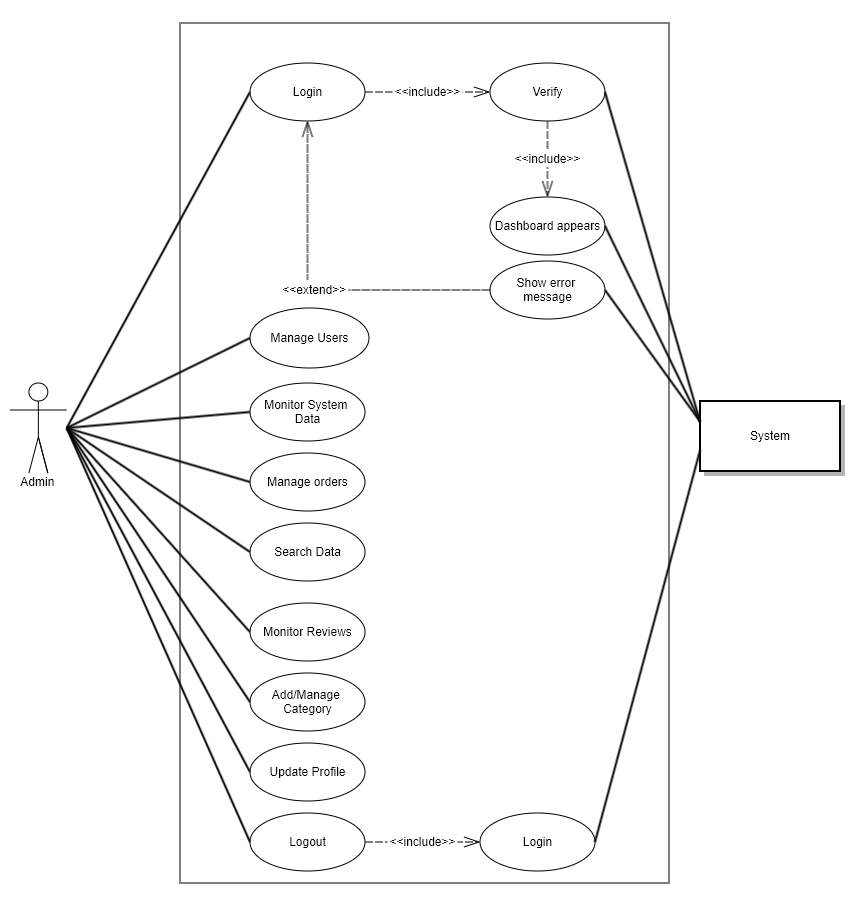 Login
<<include>>
Verify
<<include>>
Dashboard appears
Show error
message
<<extend>>
Manage Users
Monitor System
Data
Manage orders
Search Data
Monitor Reviews
Add/Manage
Category
Update Profile
Logout
<<include>>
Login
Admin
System